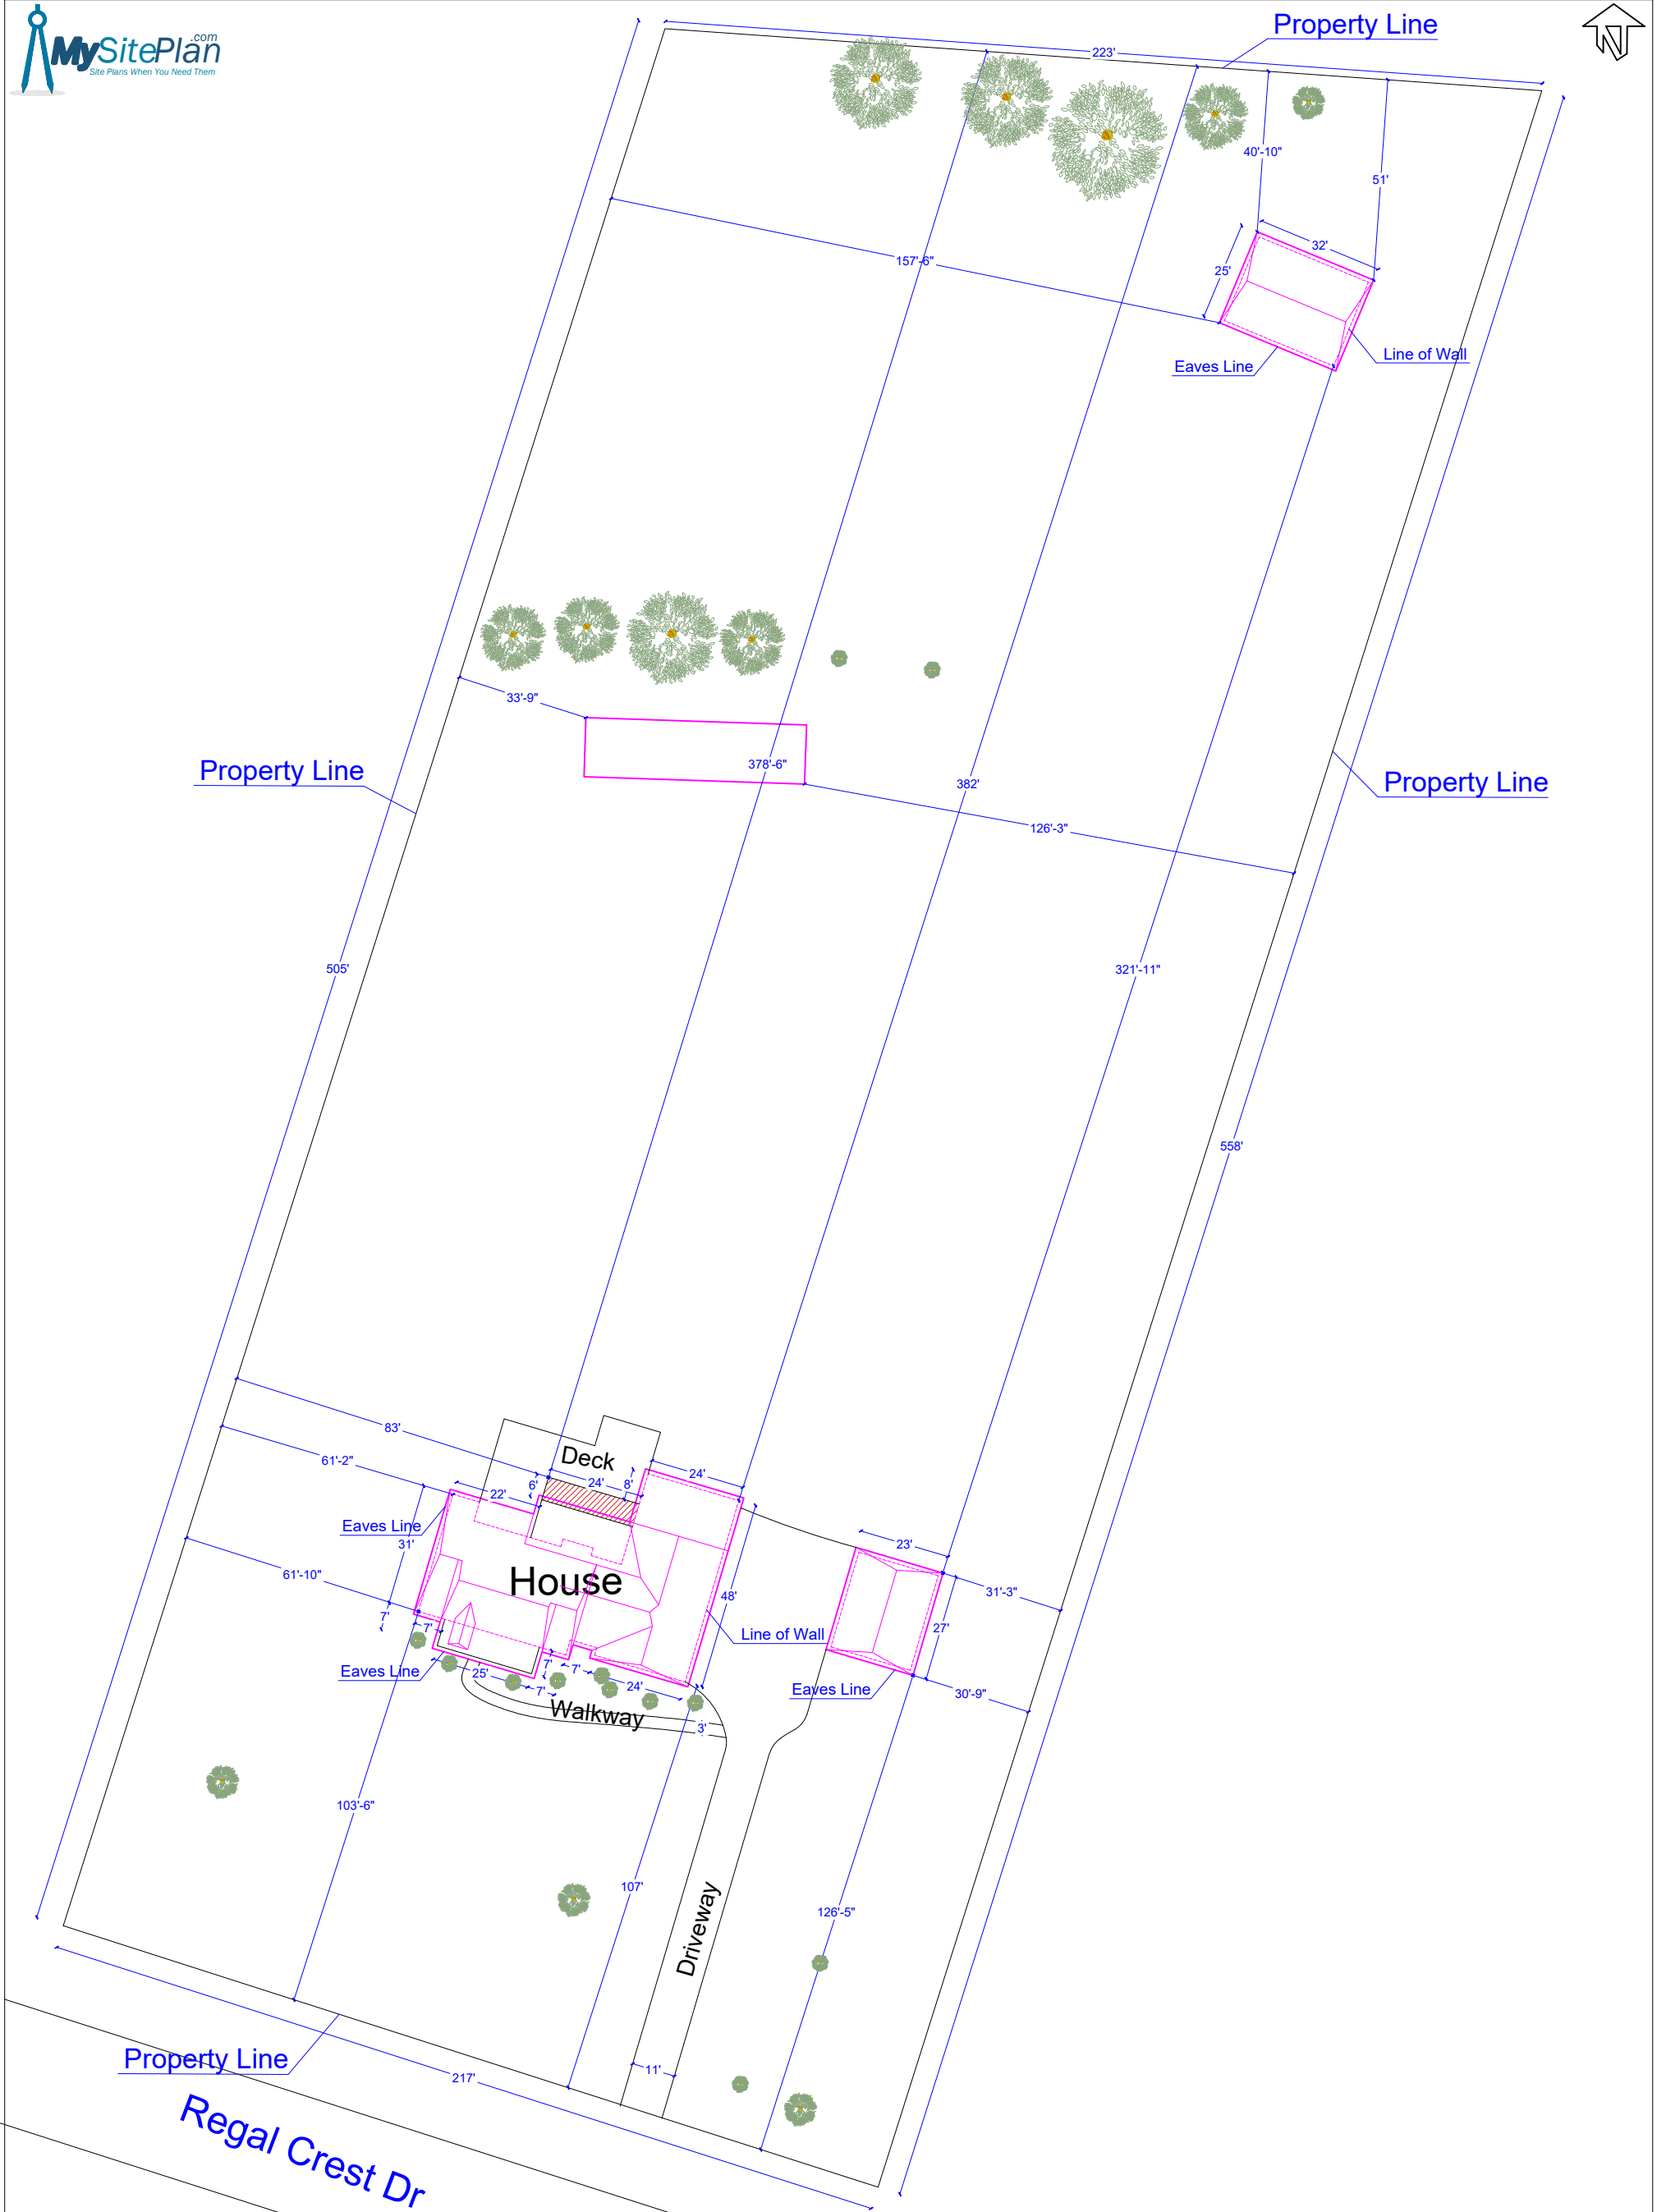 MySitePlan.com
Site Plans When You Need Them
Property Line
N
223'
40'-10"
51'
32'
25'
157'-6"
Line of Wall
Eaves Line
33'-9"
378'-6"
382'
Property Line
Property Line
126'-3"
505'
321'-11"
558'
83'
Deck
61'-2"
24'
6'
24'
8'
22'
Eaves Line
31'
23'
61'-10"
House
31'-3"
48'
7'
7'
27'
Line of Wall
Eaves Line
25'
7'
7'
7'
24'
Eaves Line
30'-9"
Walkway
3'
103'-6"
107'
126'-5"
Driveway
Property Line
11'
217'
Regal Crest Dr